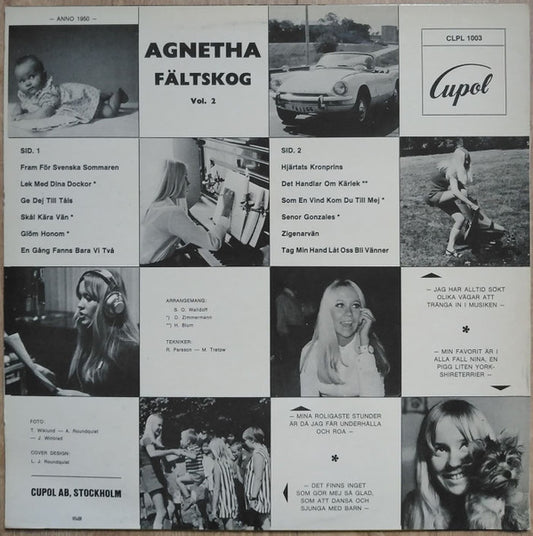 – ANNO 1950 –
AGNETHA
FÄLTSKOG
Vol. 2
CLPL 1003
Cupol
SID. 1
Fram För Svenska Sommaren
Lek Med Dina Dockor *
Ge Dej Till Tåls
Skål Kära Vän *
Glöm Honom *
En Gång Fanns Bara Vi Två
SID. 2
Hjärtats Kronprins
Det Handlar Om Kärlek **
Som En Vind Kom Du Till Mej *
Senor Gonzales *
Zigenarvän
Tag Min Hand Låt Oss Bli Vänner
ARRANGEMANG:
S. O. Walldoff
*) D. Zimmermann
**) H. Blum
TEKNIKER:
R. Persson — M. Tretow
– JAG HAR ALLTID SÖKT
OLIKA VÄGAR ATT
TRÄNGA IN I MUSIKEN –
*
– MIN FAVORIT ÄR I
ALLA FALL NINA, EN
PIGG LITEN YORK-
SHIRETERRIER –
FOTO:
T. Wiklund — A. Roundquist
— J. Winbrell
COVER DESIGN:
L. J. Roundquist
CUPOL AB, STOCKHOLM
– MINA ROLIGASTE STUNDER
ÄR DÅ JAG FÅR UNDERHÅLLA
OCH ROA –
*
– DET FINNS INGET
SOM GÖR MEJ SÅ GLAD,
SOM ATT DANSA OCH
SJUNGA MED BARN –